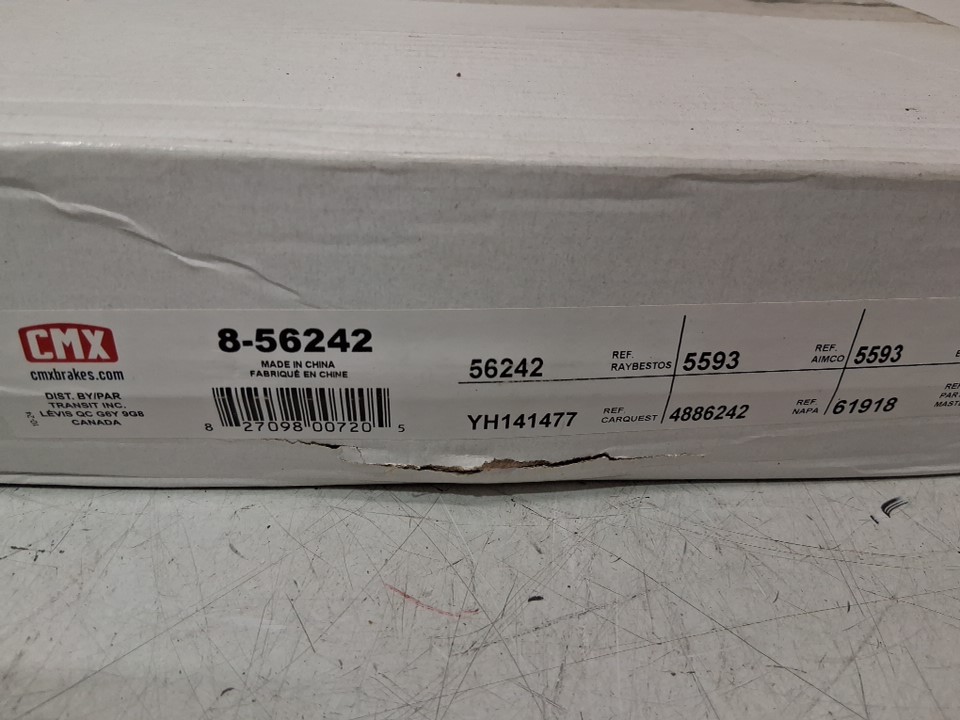 CMX
cmxbrakes.com
DIST. BY/PAR
TRANSIT INC.
LÉVIS QC G6Y 9G8
CANADA
8-56242
MADE IN CHINA
FABRIQUÉ EN CHINE
8 27098 00720 5
56242
REF. RAYBESTOS 5593
REF. AIMCO 5593
YH141477
REF. CARQUEST 4886242
REF. NAPA 61918